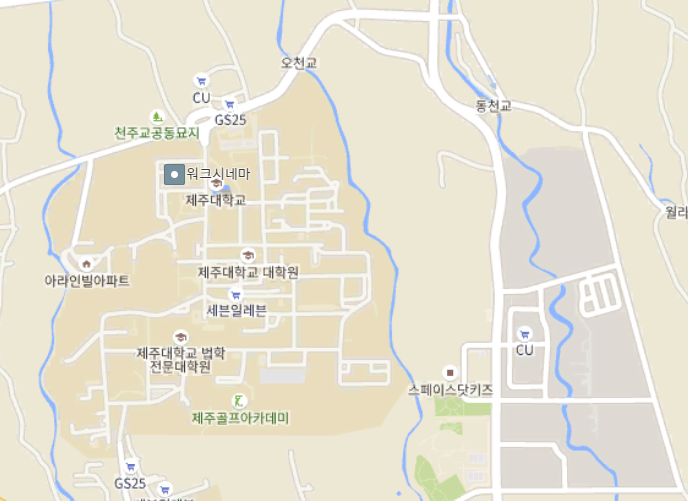 오천교
CU
GS25
동천교
천주교공동묘지
워크시네마
제주대학교
월라
제주대학교 대학원
아라인빌아파트
세븐일레븐
제주대학교 법학
전문대학원
CU
스페이스닷키즈
제주골프아카데미
GS25